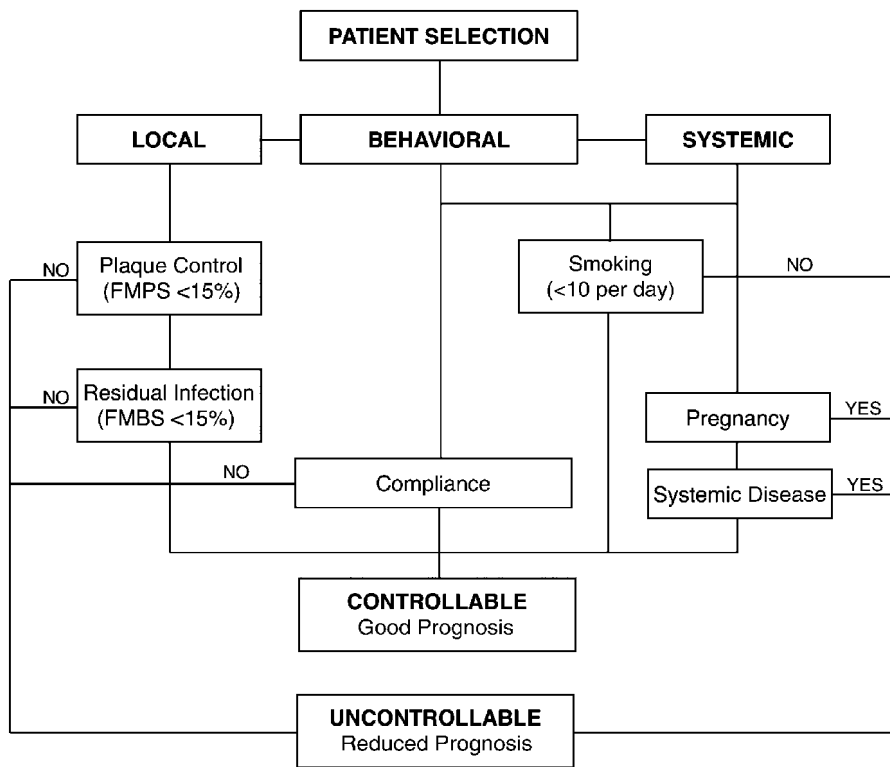 PATIENT SELECTION
LOCAL
BEHAVIORAL
SYSTEMIC
NO
Plaque Control
(FMPS <15%)
Smoking
(<10 per day)
NO
NO
Residual Infection
(FMBS <15%)
Pregnancy
YES
NO
Compliance
Systemic Disease
YES
CONTROLLABLE
Good Prognosis
UNCONTROLLABLE
Reduced Prognosis